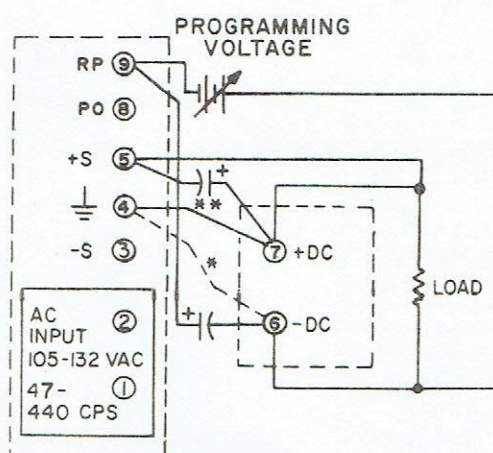 PROGRAMMING
VOLTAGE
RP 9
PO 8
+S 5
+
**
4
7 +DC
-S 3
*
LOAD
+
6 -DC
AC 2
INPUT
105-132 VAC
47- 1
440 CPS